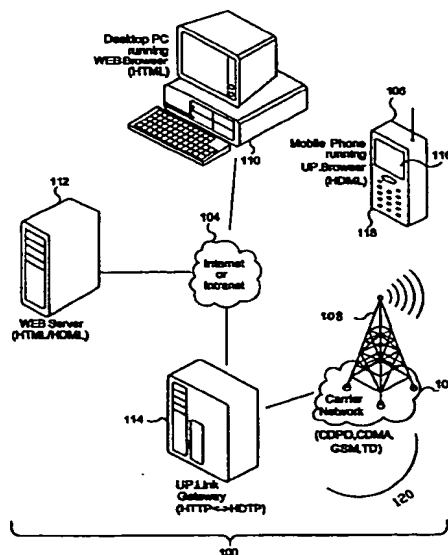 Desktop PC
running
WEB-Browser
(HTML)
110
106
Mobile Phone
running
UP.Browser
(HDML)
116
118
112
104
Internet
or
Intranet
WEB Server
(HTML/HDML)
108
114
Carrier
Network
(CDPD,CDMA,
GSM,TD)
UP.Link
Gateway
(HTTP<->HDTP)
120
100